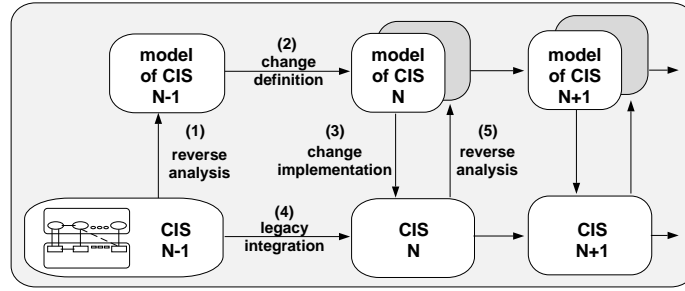 model
of CIS
N-1
(2)
change
definition
model
of CIS
N
model
of CIS
N+1
(1)
reverse
analysis
(3)
change
implementation
(5)
reverse
analysis
CIS
N-1
(4)
legacy
integration
CIS
N
CIS
N+1